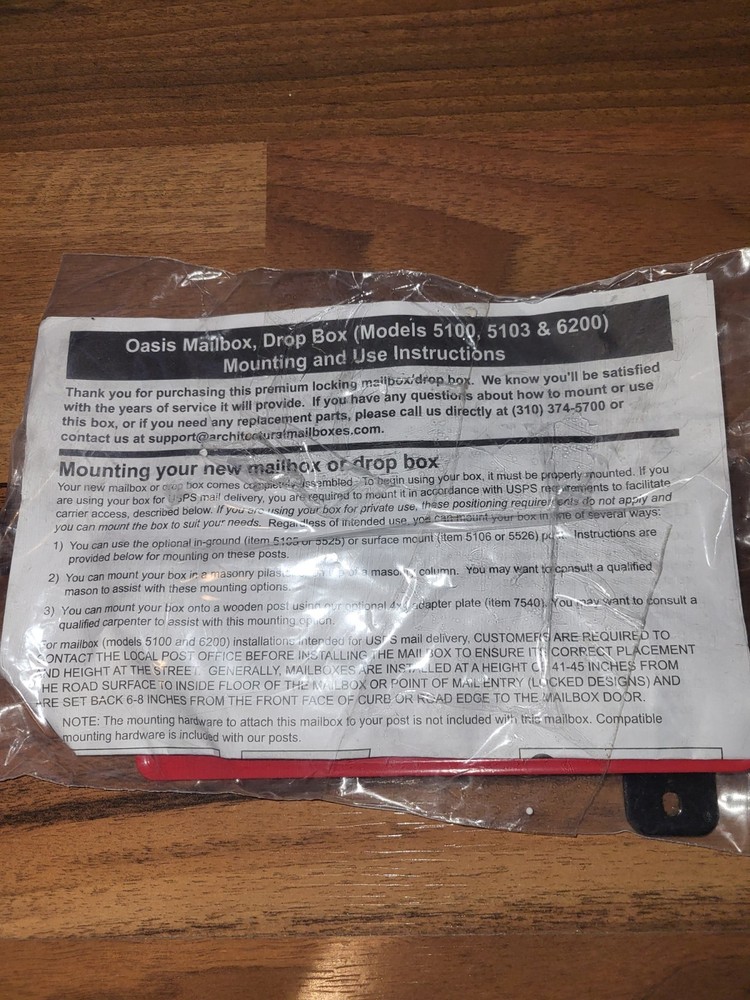 Oasis Mailbox, Drop Box (Models 5100, 5103 & 6200)
Mounting and Use Instructions
Thank you for purchasing this premium locking mailbox/drop box. We know you'll be satisfied
with the years of service it will provide. If you have any questions about how to mount or use
this box, or if you need any replacement parts, please call us directly at (310) 374-5700 or
contact us at support@architecturalmailboxes.com.
Mounting your new mailbox or drop box
Your new mailbox or drop box comes completely assembled. To begin using your box, it must be properly mounted. If you
are using your box for USPS mail delivery, you are required to mount it in accordance with USPS requirements to facilitate
carrier access, described below. If you are using your box for private use, these positioning requirements do not apply and
you can mount the box to suit your needs. Regardless of intended use, you can mount your box in one of several ways:
1) You can use the optional in-ground (item 5105 or 5525) or surface mount (item 5106 or 5526) Instructions are
provided below for mounting on these posts.
2) You can mount your box in a masonry masonry column. You may want to consult a qualified
mason to assist with these mounting options.
3) You can mount your box onto a wooden post using our optional 4x4 adapter plate (item 7540). You may want to consult a
qualified carpenter to assist with this mounting option.
For mailbox (models 5100 and 6200) installations intended for USPS mail delivery, CUSTOMERS ARE REQUIRED TO
CONTACT THE LOCAL POST OFFICE BEFORE INSTALLING THE MAILBOX TO ENSURE ITS CORRECT PLACEMENT
AND HEIGHT AT THE STREET. GENERALLY, MAILBOXES ARE INSTALLED AT A HEIGHT OF 41-45 INCHES FROM
THE ROAD SURFACE TO INSIDE FLOOR OF THE MAILBOX OR POINT OF MAIL ENTRY (LOCKED DESIGNS) AND
ARE SET BACK 6-8 INCHES FROM THE FRONT FACE OF CURB OR ROAD EDGE TO THE MAILBOX DOOR.
NOTE: The mounting hardware to attach this mailbox to your post is not included with this mailbox. Compatible
mounting hardware is included with our posts.